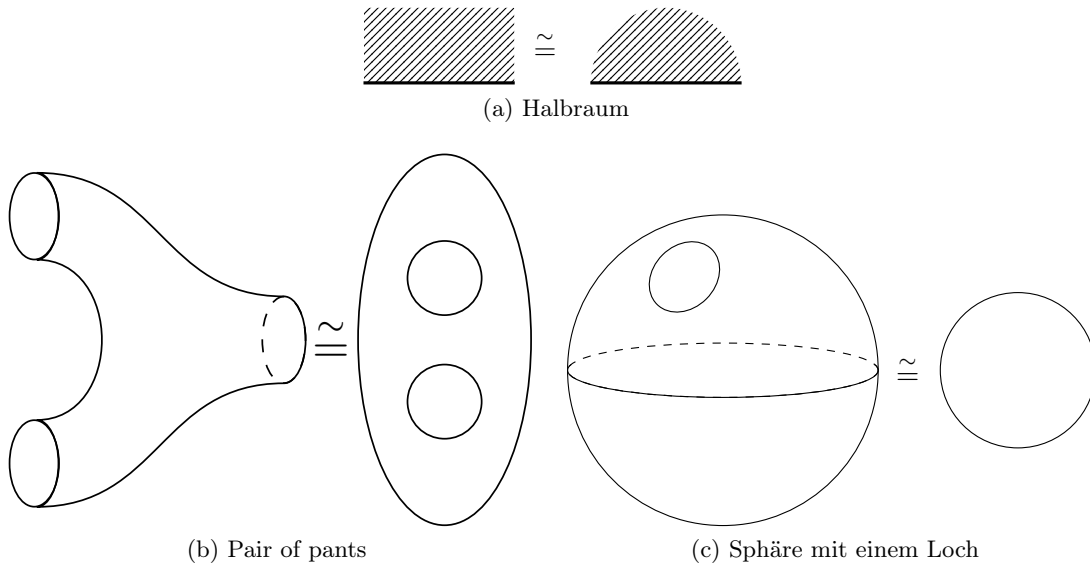 ≅
(a) Halbraum
≅
≅
(b) Pair of pants
(c) Sphäre mit einem Loch